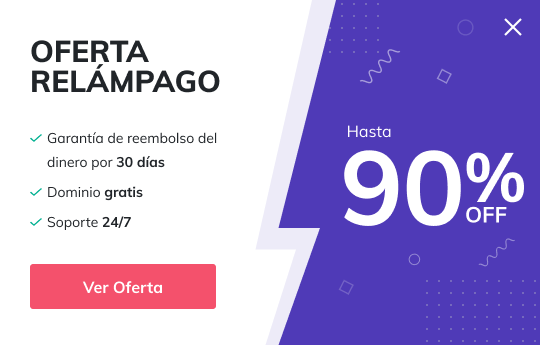 OFERTA
RELÁMPAGO
Garantía de reembolso del
dinero por 30 días
Dominio gratis
Soporte 24/7
Ver Oferta
Hasta
90%
OFF